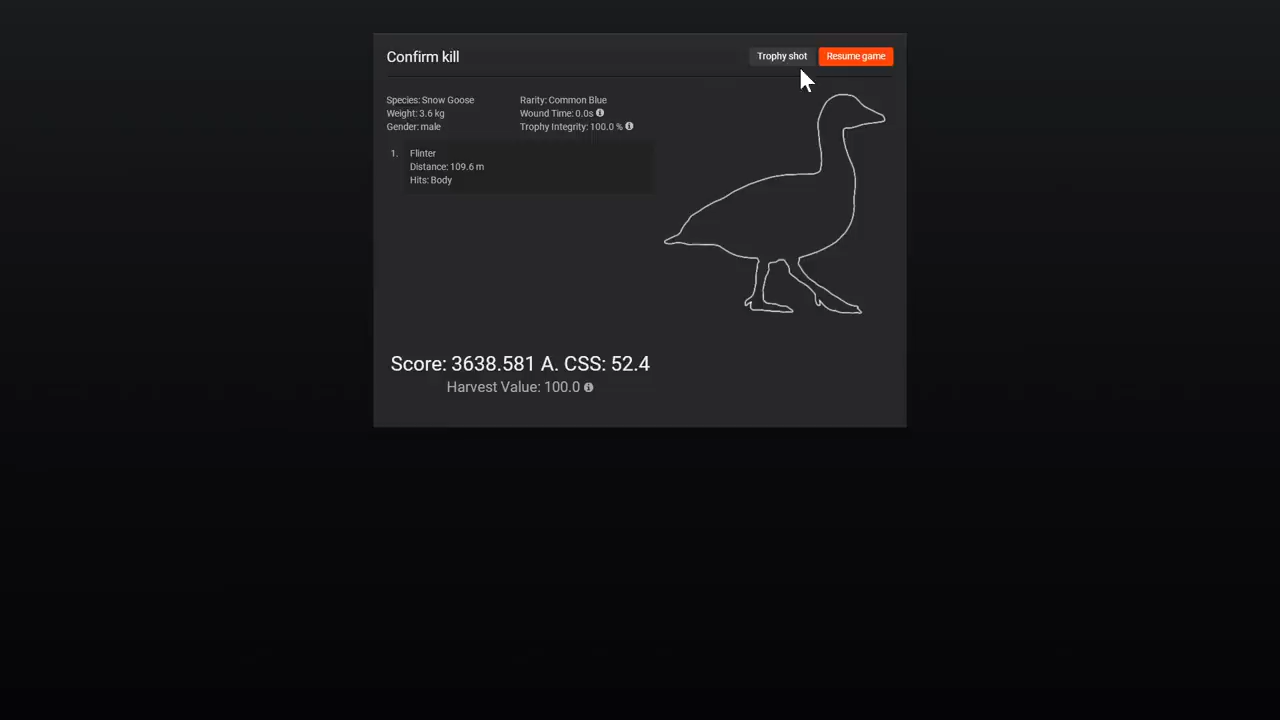 Confirm kill
Trophy shot
Resume game
Species: Snow Goose
Weight: 3.6 kg
Gender: male
Rarity: Common Blue
Wound Time: 0.0s
Trophy Integrity: 100.0 %
1. Flinter
Distance: 109.6 m
Hits: Body
Score: 3638.581 A. CSS: 52.4
Harvest Value: 100.0